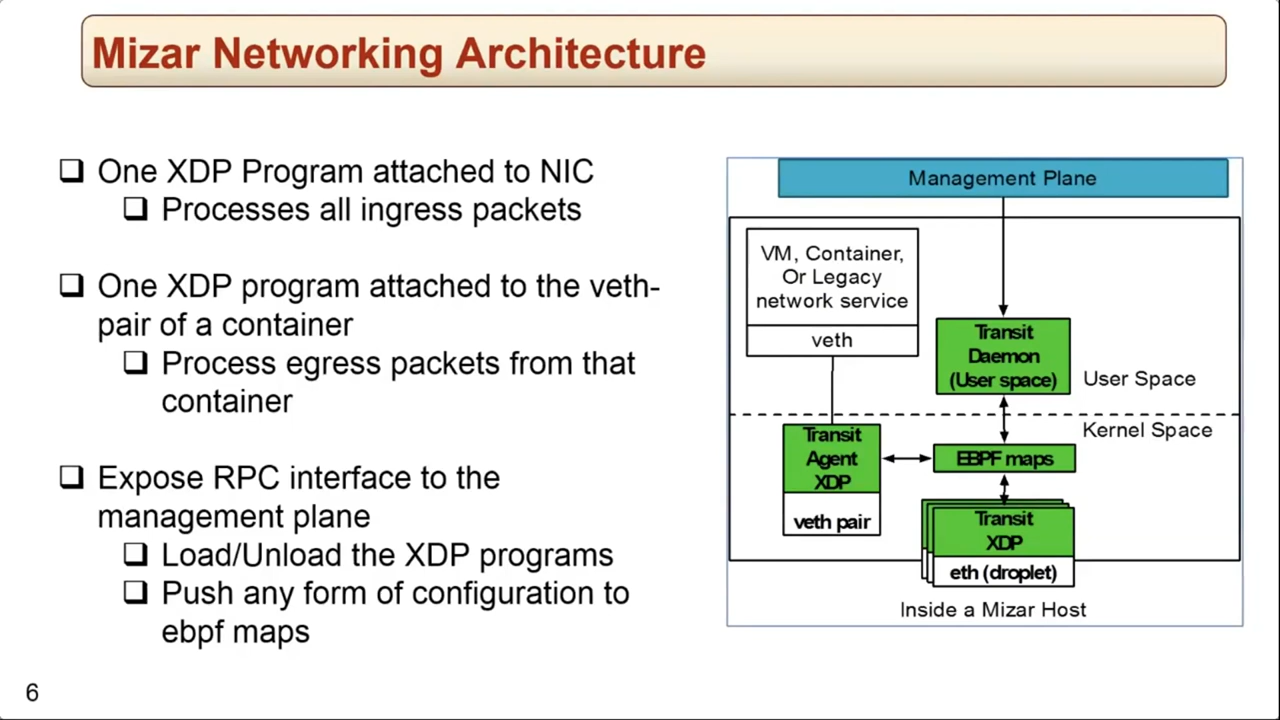 Mizar Networking Architecture
❑ One XDP Program attached to NIC
❑ Processes all ingress packets
❑ One XDP program attached to the veth-
pair of a container
❑ Process egress packets from that
container
❑ Expose RPC interface to the
management plane
❑ Load/Unload the XDP programs
❑ Push any form of configuration to
ebpf maps
Management Plane
VM, Container,
Or Legacy
network service
veth
Transit
Daemon
(User space)
User Space
Kernel Space
Transit
Agent
XDP
veth pair
EBPF maps
Transit
XDP
eth (droplet)
Inside a Mizar Host
6